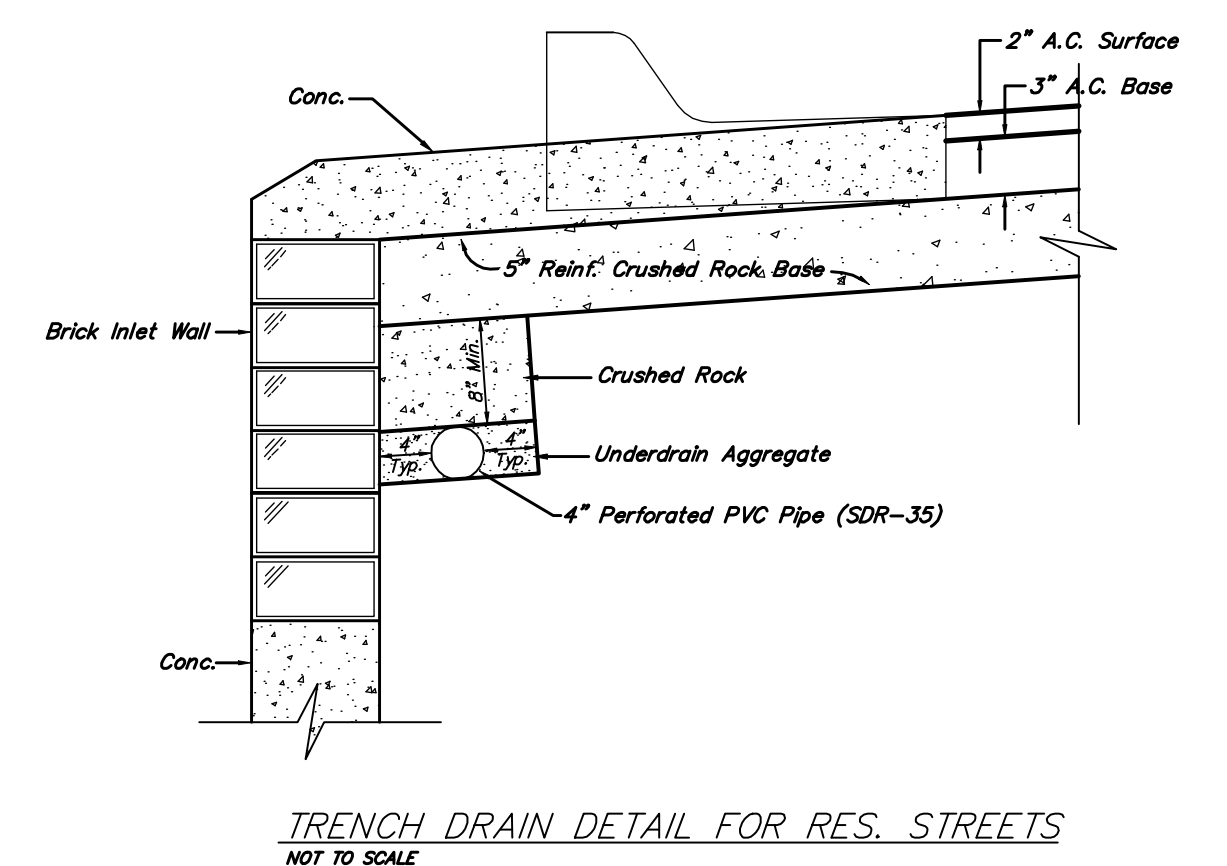 2" A.C. Surface
3" A.C. Base
Conc.
5" Reinf. Crushed Rock Base
Brick Inlet Wall
8" Min.
Crushed Rock
4" Typ.
4" Typ.
Underdrain Aggregate
4" Perforated PVC Pipe (SDR-35)
Conc.
TRENCH DRAIN DETAIL FOR RES. STREETS
NOT TO SCALE